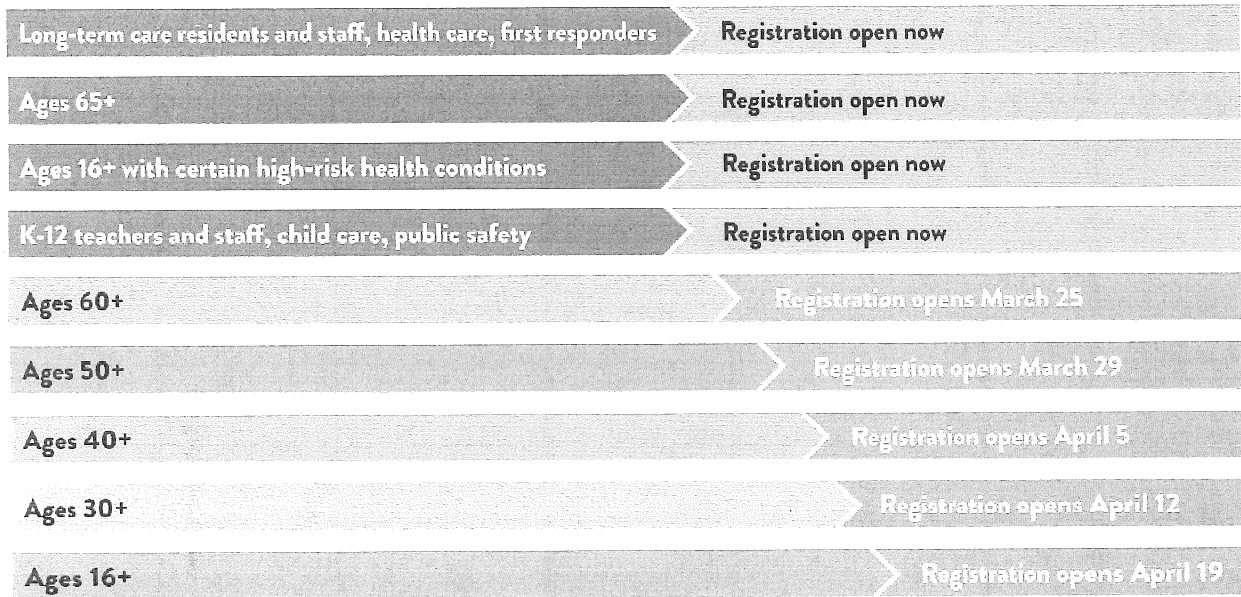 Long-term care residents and staff, health care, first responders Registration open now
Ages 65+ Registration open now
Ages 16+ with certain high-risk health conditions Registration open now
K-12 teachers and staff, child care, public safety Registration open now
Ages 60+ Registration opens March 25
Ages 50+ Registration opens March 29
Ages 40+ Registration opens April 5
Ages 30+ Registration opens April 12
Ages 16+ Registration opens April 19